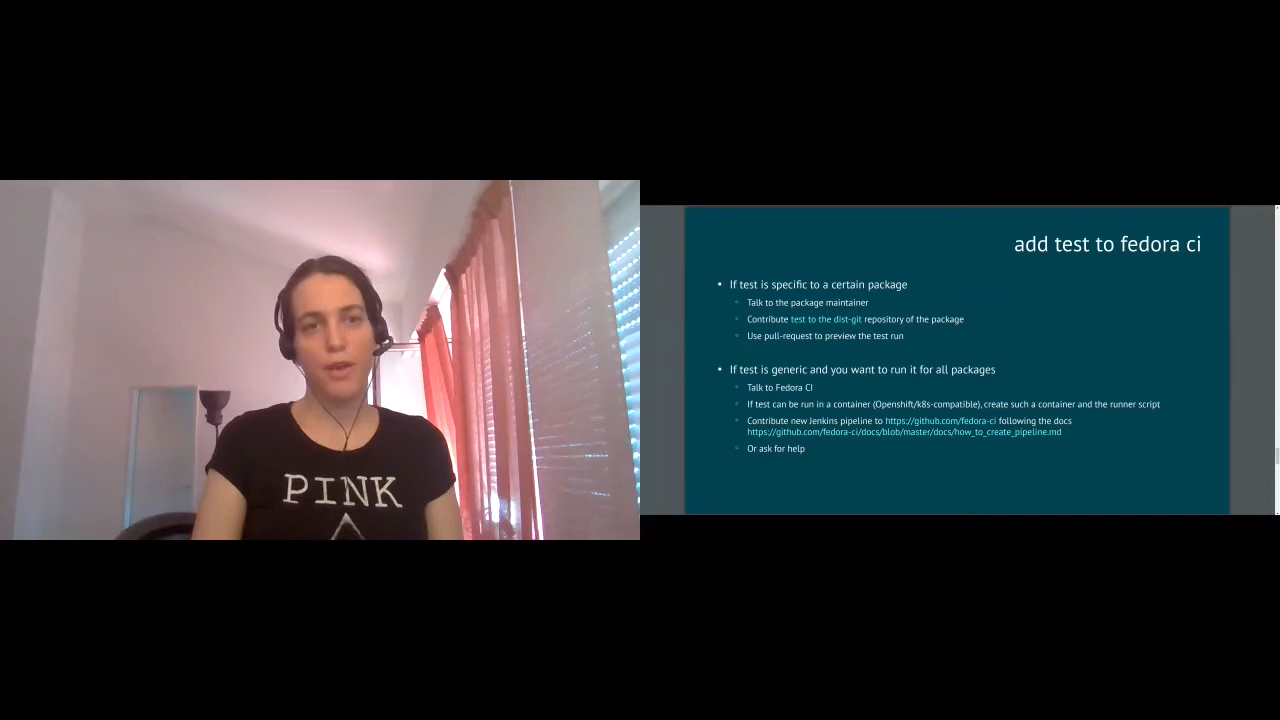 PINK
add test to fedora ci
If test is specific to a certain package
Talk to the package maintainer
Contribute test to the dist-git repository of the package
Use pull-request to preview the test run
If test is generic and you want to run it for all packages
Talk to Fedora CI
If test can be run in a container (Openshift/k8s-compatible), create such a container and the runner script
Contribute new Jenkins pipeline to https://github.com/fedora-ci following the docs
https://github.com/fedora-ci/docs/blob/master/docs/how_to_create_pipeline.md
Or ask for help